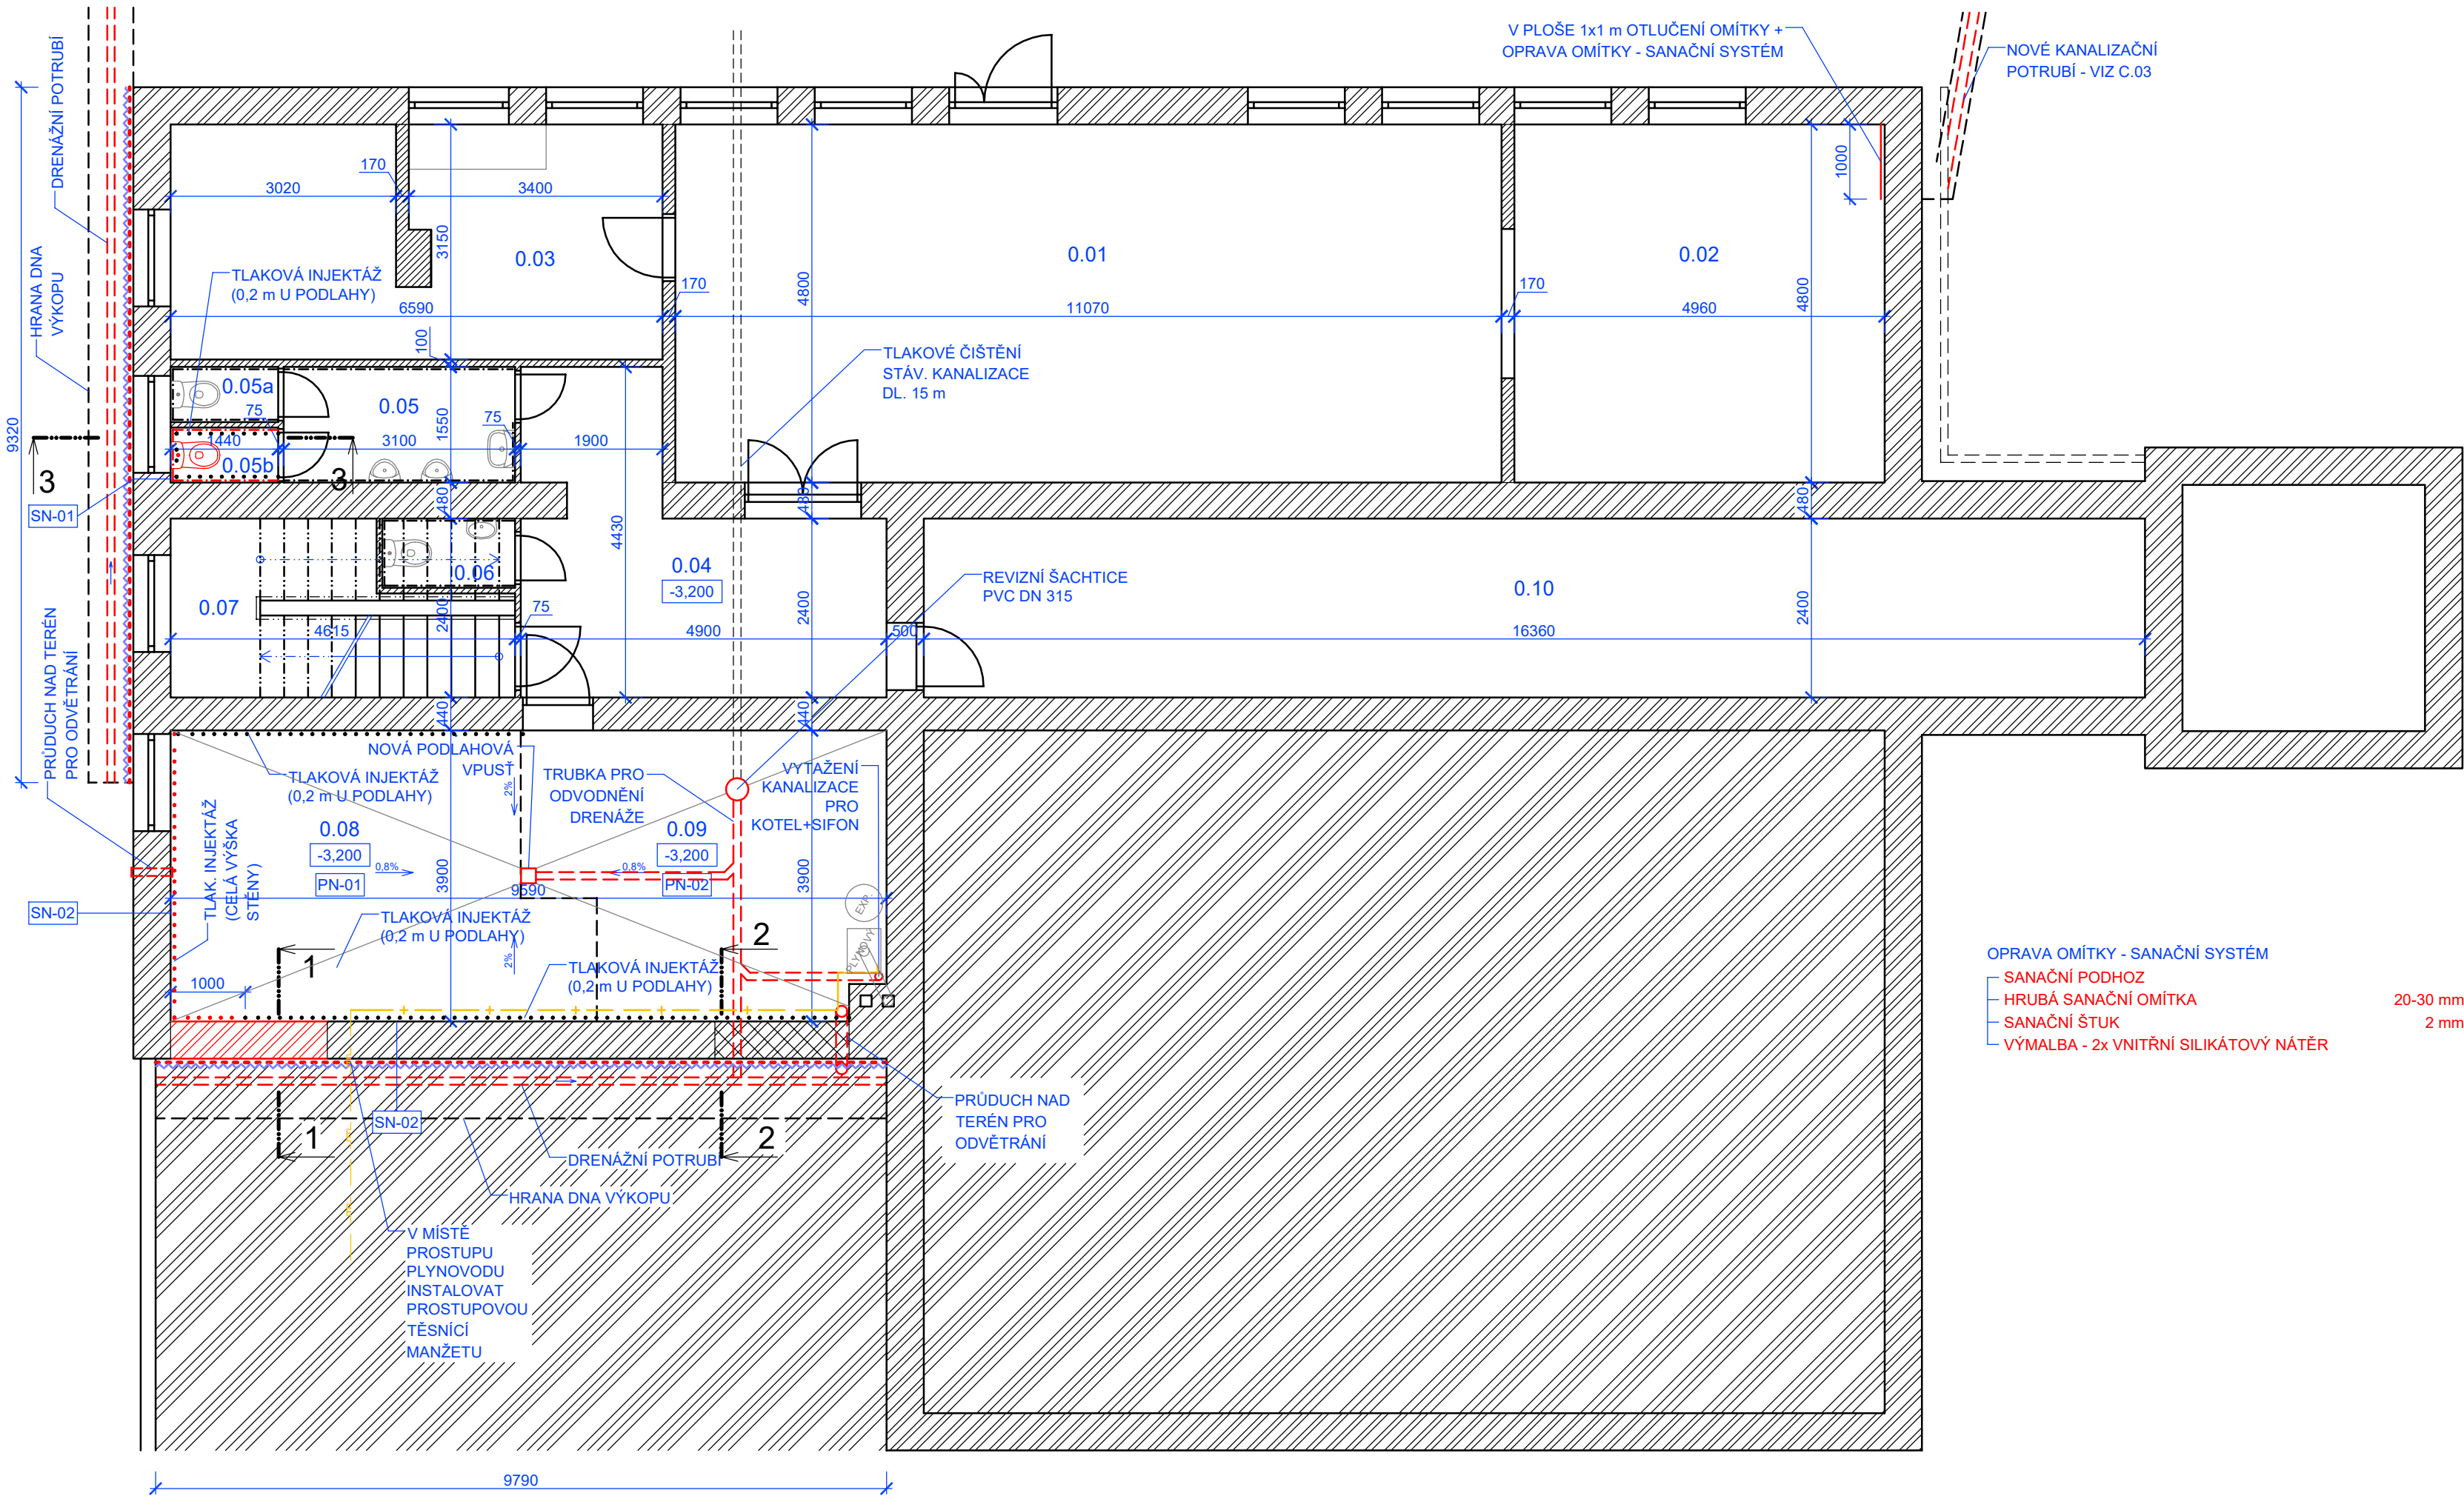 V PLOŠE 1x1 m OTLUČENÍ OMÍTKY +
OPRAVA OMÍTKY - SANAČNÍ SYSTÉM
NOVÉ KANALIZAČNÍ
POTRUBÍ - VIZ C.03
DRENÁŽNÍ POTRUBÍ
HRANA DNA
VÝKOPU
9320
170
3020
3400
3150
0.03
0.01
0.02
1000
TLAKOVÁ INJEKTÁŽ
(0,2 m U PODLAHY)
6590
100
170
4800
11070
170
4960
4800
TLAKOVÉ ČIŠTĚNÍ
STÁV. KANALIZACE
DL. 15 m
0.05a
75
0.05
1550
75
1440
3100
1900
0.05b
3
3
SN-01
480
480
480
4430
0.04
-3,200
0.06
0.07
2400
75
4615
4900
500
2400
REVIZNÍ ŠACHTICE
PVC DN 315
0.10
16360
2400
PRŮDUCH NAD TERÉN
PRO ODVĚTRÁNÍ
440
440
NOVÁ PODLAHOVÁ
VPUSŤ
2%
TLAKOVÁ INJEKTÁŽ
(0,2 m U PODLAHY)
TRUBKA PRO
ODVODNĚNÍ
DRENÁŽE
VYTAŽENÍ
KANALIZACE
PRO
KOTEL+SIFON
TLAK. INJEKTÁŽ
(CELÁ VÝŠKA
STĚNY)
0.08
-3,200
PN-01
0,8%
3900
0.09
-3,200
PN-02
0,8%
3900
9590
SN-02
EXP.
PLYNOVÝ
TLAKOVÁ INJEKTÁŽ
(0,2 m U PODLAHY)
2%
1
2
TLAKOVÁ INJEKTÁŽ
(0,2 m U PODLAHY)
1000
OPRAVA OMÍTKY - SANAČNÍ SYSTÉM
SANAČNÍ PODHOZ
HRUBÁ SANAČNÍ OMÍTKA 20-30 mm
SANAČNÍ ŠTUK 2 mm
VÝMALBA - 2x VNITŘNÍ SILIKÁTOVÝ NÁTĚR
SN-02
1
2
PRŮDUCH NAD
TERÉN PRO
ODVĚTRÁNÍ
DRENÁŽNÍ POTRUBÍ
HRANA DNA VÝKOPU
V MÍSTĚ
PROSTUPU
PLYNOVODU
INSTALOVAT
PROSTUPOVOU
TĚSNÍCÍ
MANŽETU
9790